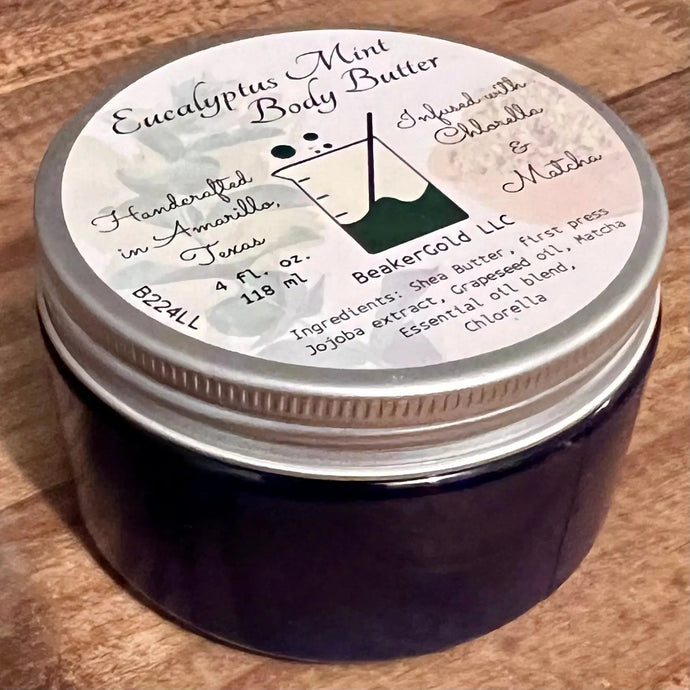 Eucalyptus Mint
Body Butter
Infused with
Chlorella
&
Matcha
Handcrafted
in Amarillo,
Texas
4 fl. oz.
118 ml
B224LL
BeakerGold LLC
Ingredients: Shea Butter, first press
Jojoba extract, Grapeseed oil, Matcha
Essential oil blend,
Chlorella